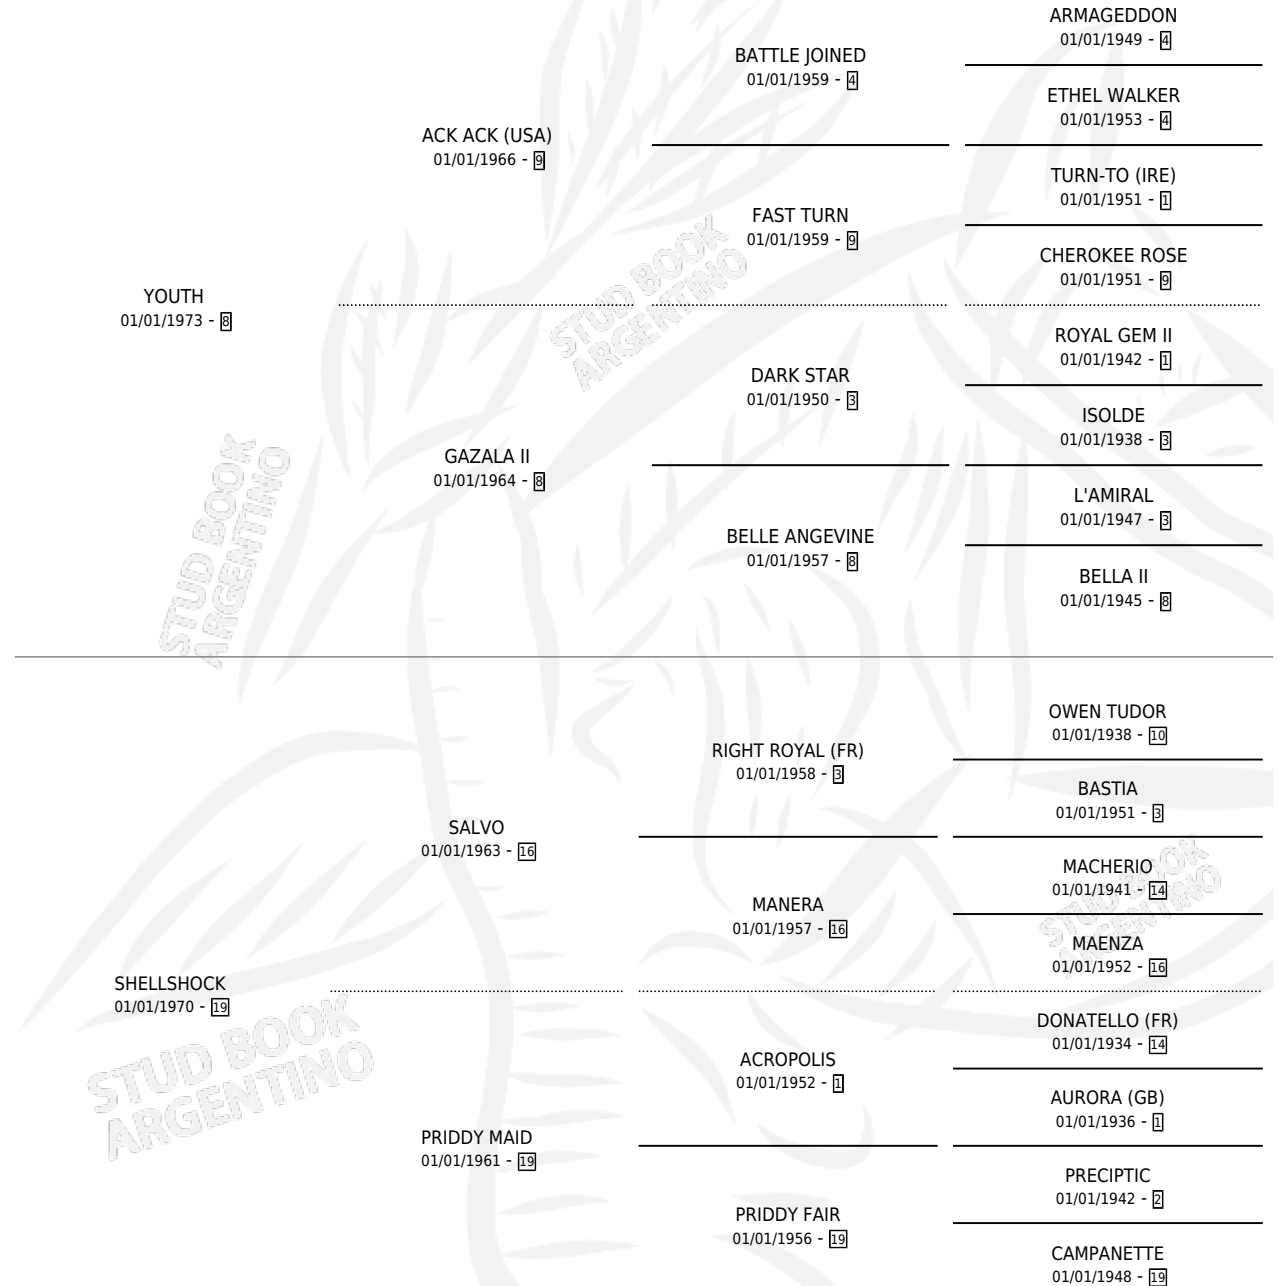 ARMAGEDDON
01/01/1949 - 4
BATTLE JOINED
01/01/1959 - 4
ETHEL WALKER
01/01/1953 - 4
ACK ACK (USA)
01/01/1966 - 9
TURN-TO (IRE)
01/01/1951 - 1
FAST TURN
01/01/1959 - 9
CHEROKEE ROSE
01/01/1951 - 9
YOUTH
01/01/1973 - 8
ROYAL GEM II
01/01/1942 - 1
DARK STAR
01/01/1950 - 3
ISOLDE
01/01/1938 - 3
GAZALA II
01/01/1964 - 8
L'AMIRAL
01/01/1947 - 3
BELLE ANGEVINE
01/01/1957 - 8
BELLA II
01/01/1945 - 8
OWEN TUDOR
01/01/1938 - 10
RIGHT ROYAL (FR)
01/01/1958 - 3
BASTIA
01/01/1951 - 3
SALVO
01/01/1963 - 16
MACHERIO
01/01/1941 - 14
MANERA
01/01/1957 - 16
MAENZA
01/01/1952 - 16
SHELLSHOCK
01/01/1970 - 19
DONATELLO (FR)
01/01/1934 - 14
ACROPOLIS
01/01/1952 - 1
AURORA (GB)
01/01/1936 - 1
PRIDDY MAID
01/01/1961 - 19
PRECIPTIC
01/01/1942 - 2
PRIDDY FAIR
01/01/1956 - 19
CAMPANETTE
01/01/1948 - 19
STUD BOOK
ARGENTINO
STUD BOOK
ARGENTINO
STUD BOOK
ARGENTINO
STUD BOOK
ARGENTINO